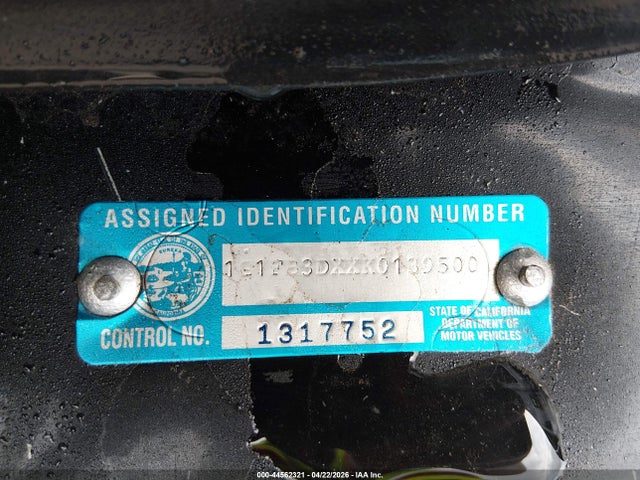 ASSIGNED IDENTIFICATION NUMBER
EUREKA
CONTROL NO.
1317752
STATE OF CALIFORNIA
DEPARTMENT OF
MOTOR VEHICLES
-000-44562321 - 04/22/2026 - IAA Inc.